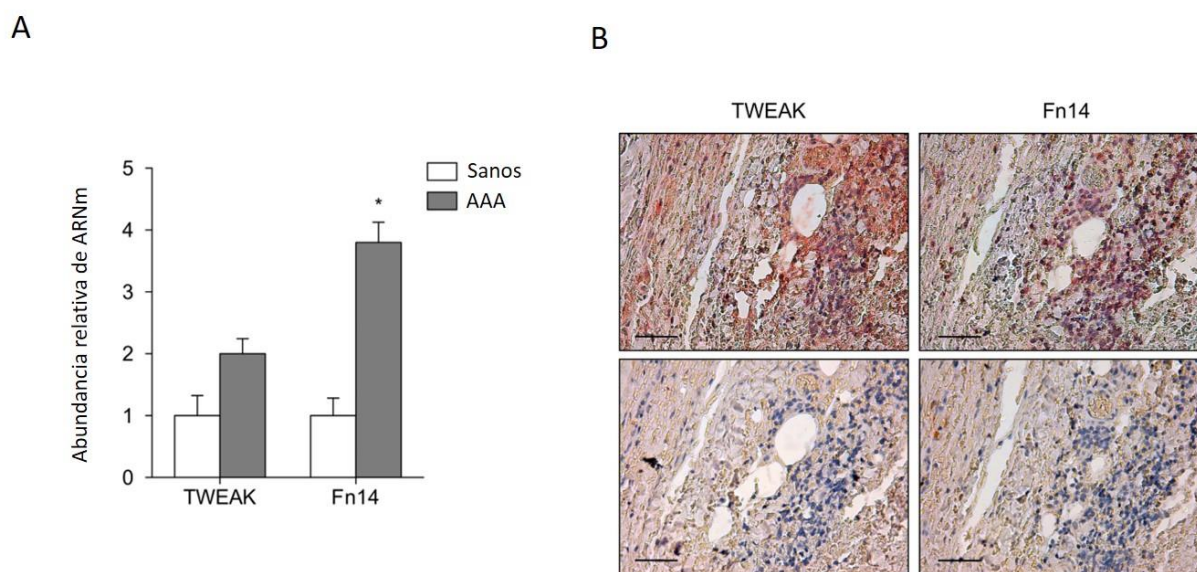 A
Abundancia relativa de ARNm
5
4
3
2
1
0
*
Sanos
AAA
TWEAK
Fn14
B
TWEAK
Fn14